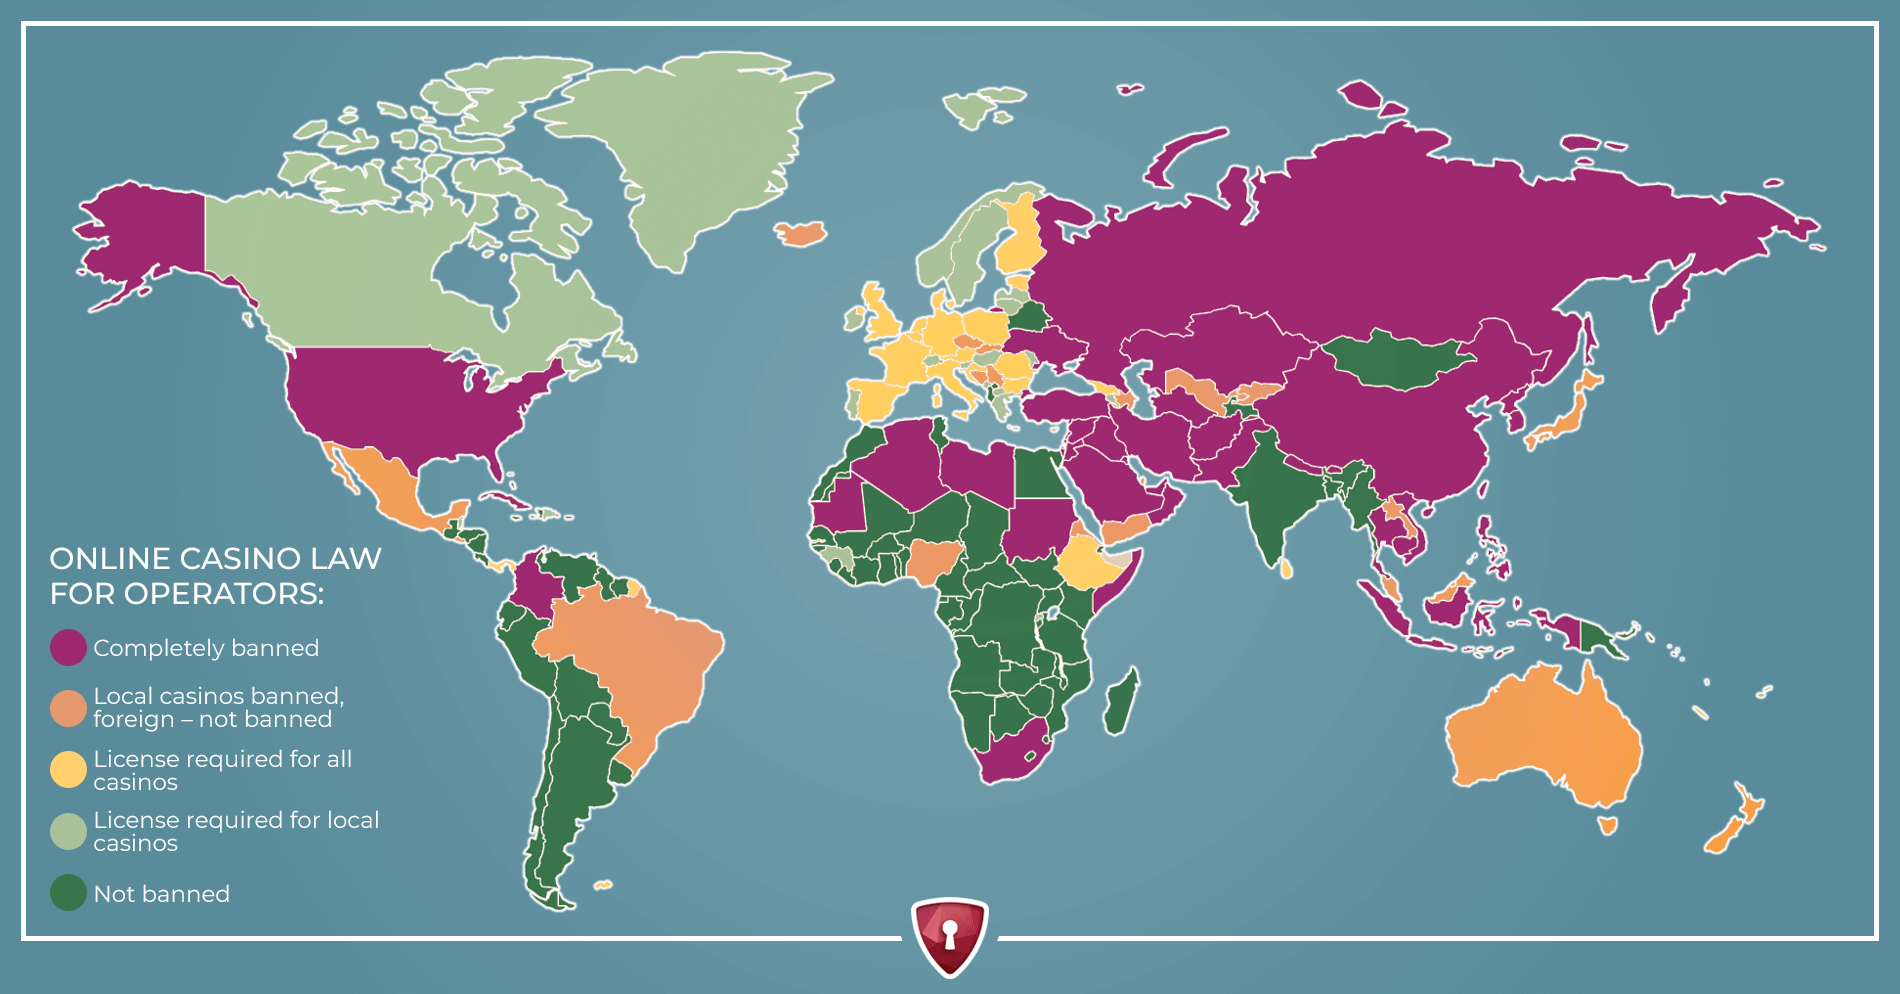 ONLINE CASINO LAW
FOR OPERATORS:
Completely banned
Local casinos banned,
foreign – not banned
License required for all
casinos
License required for local
casinos
Not banned